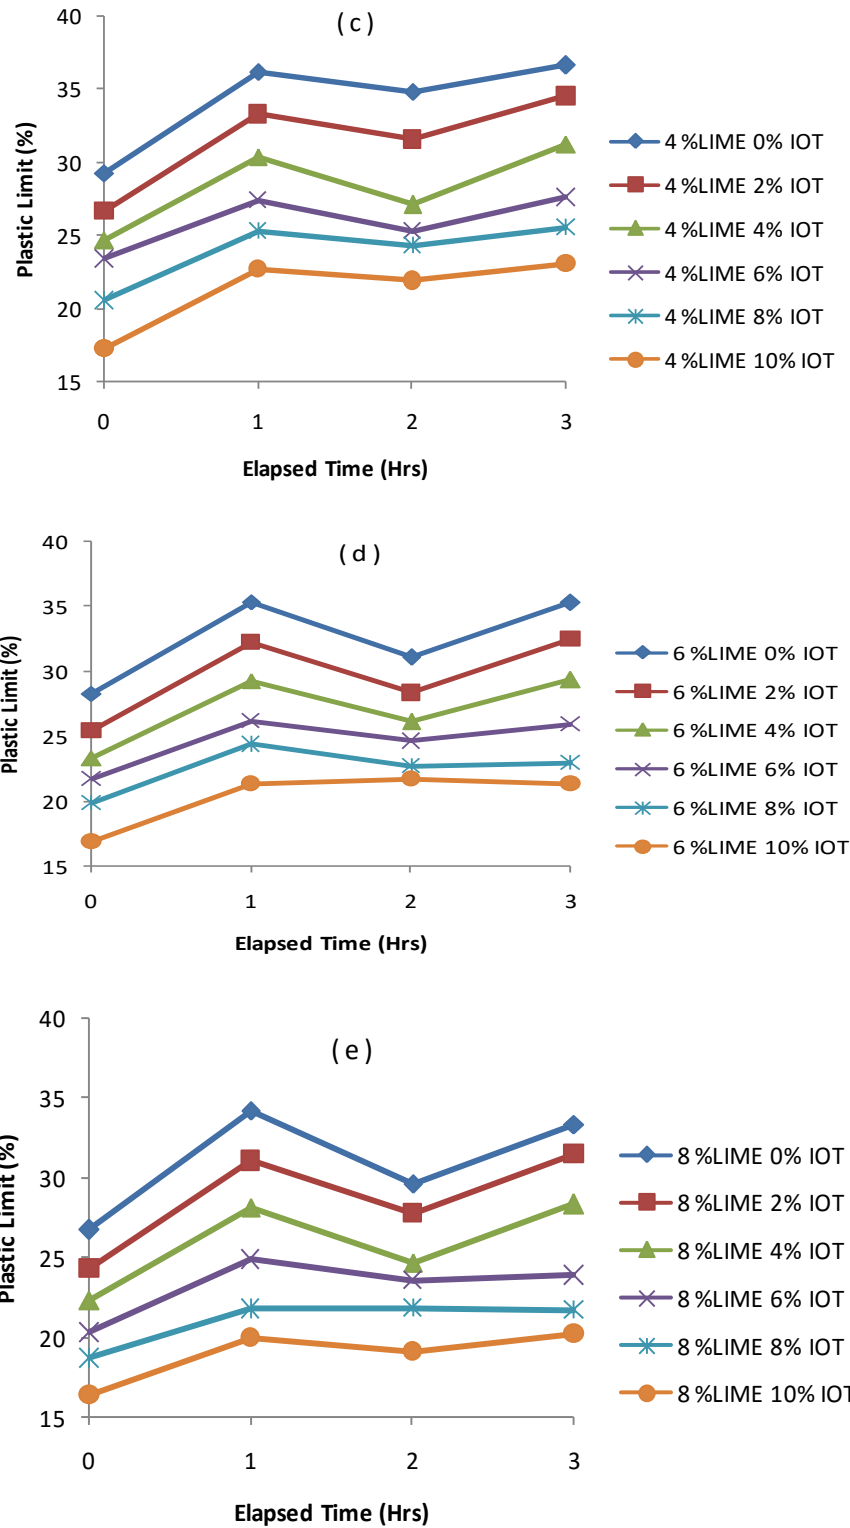 ( c )
40
35
30
25
20
15
Plastic Limit (%)
0 1 2 3
Elapsed Time (Hrs)
4 %LIME 0% IOT
4 %LIME 2% IOT
4 %LIME 4% IOT
4 %LIME 6% IOT
4 %LIME 8% IOT
4 %LIME 10% IOT
( d )
40
35
30
25
20
15
Plastic Limit (%)
0 1 2 3
Elapsed Time (Hrs)
6 %LIME 0% IOT
6 %LIME 2% IOT
6 %LIME 4% IOT
6 %LIME 6% IOT
6 %LIME 8% IOT
6 %LIME 10% IOT
( e )
40
35
30
25
20
15
Plastic Limit (%)
0 1 2 3
Elapsed Time (Hrs)
8 %LIME 0% IOT
8 %LIME 2% IOT
8 %LIME 4% IOT
8 %LIME 6% IOT
8 %LIME 8% IOT
8 %LIME 10% IOT